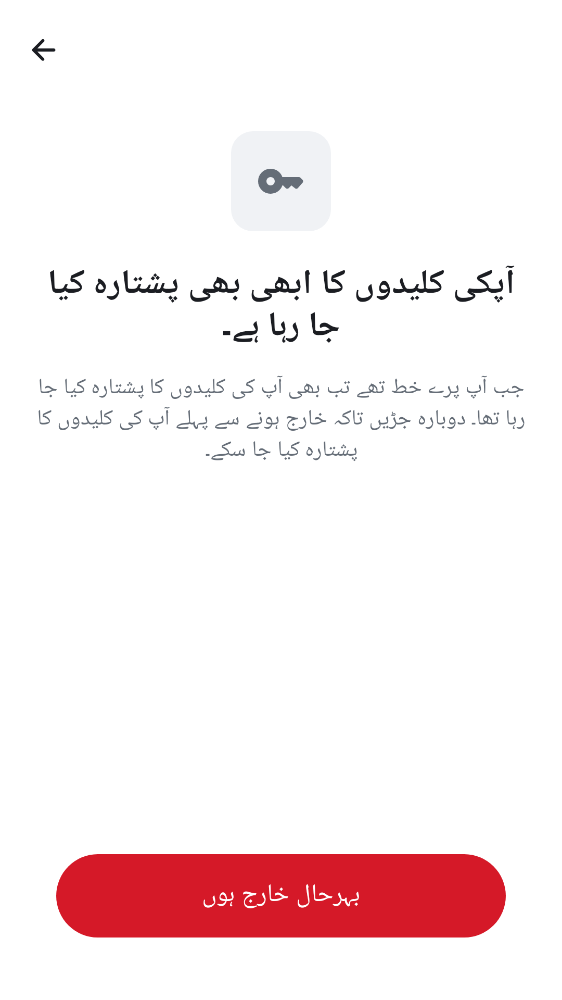 آپکی کلیدوں کا ابھی بھی پشتارہ کیا
جا رہا ہے۔
جب آپ پرے خط تھے تب بھی آپ کی کلیدوں کا پشتارہ کیا جا
رہا تھا۔ دوبارہ جڑیں تاکہ خارج ہونے سے پہلے آپ کی کلیدوں کا
پشتارہ کیا جا سکے۔
بہرحال خارج ہوں